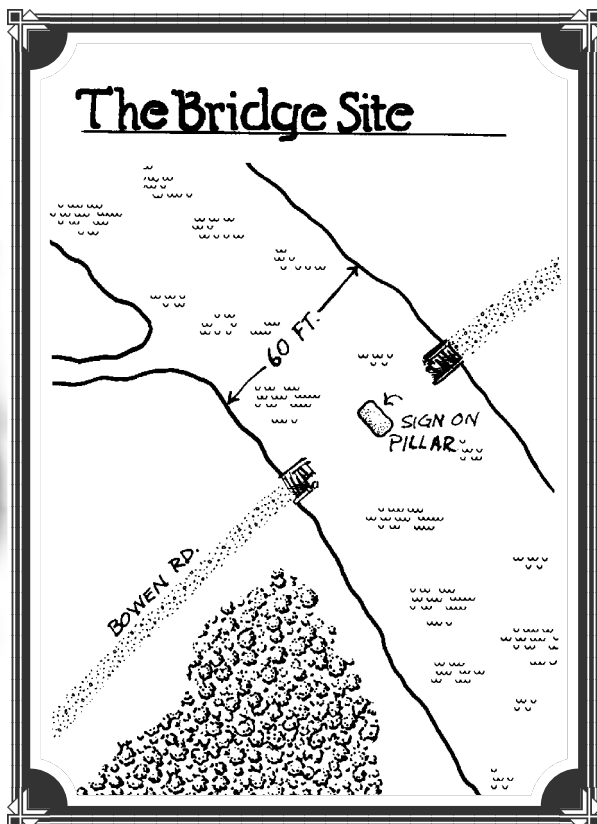 The Bridge Site
60 FT.
SIGN ON
PILLAR
BOWEN RD.